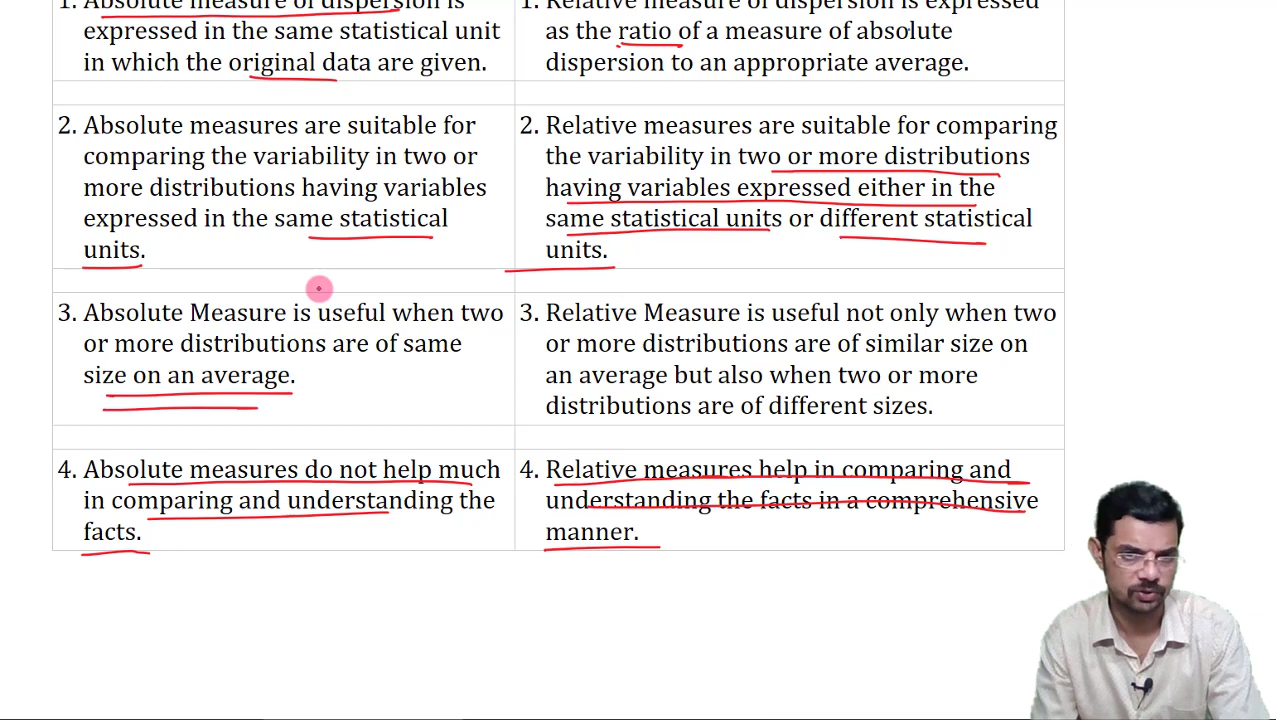 1. Absolute measure of dispersion is
expressed in the same statistical unit
in which the original data are given.
1. Relative measure of dispersion is expressed
as the ratio of a measure of absolute
dispersion to an appropriate average.
2. Absolute measures are suitable for
comparing the variability in two or
more distributions having variables
expressed in the same statistical
units.
2. Relative measures are suitable for comparing
the variability in two or more distributions
having variables expressed either in the
same statistical units or different statistical
units.
3. Absolute Measure is useful when two
or more distributions are of same
size on an average.
3. Relative Measure is useful not only when two
or more distributions are of similar size on
an average but also when two or more
distributions are of different sizes.
4. Absolute measures do not help much
in comparing and understanding the
facts.
4. Relative measures help in comparing and
understanding the facts in a comprehensive
manner.